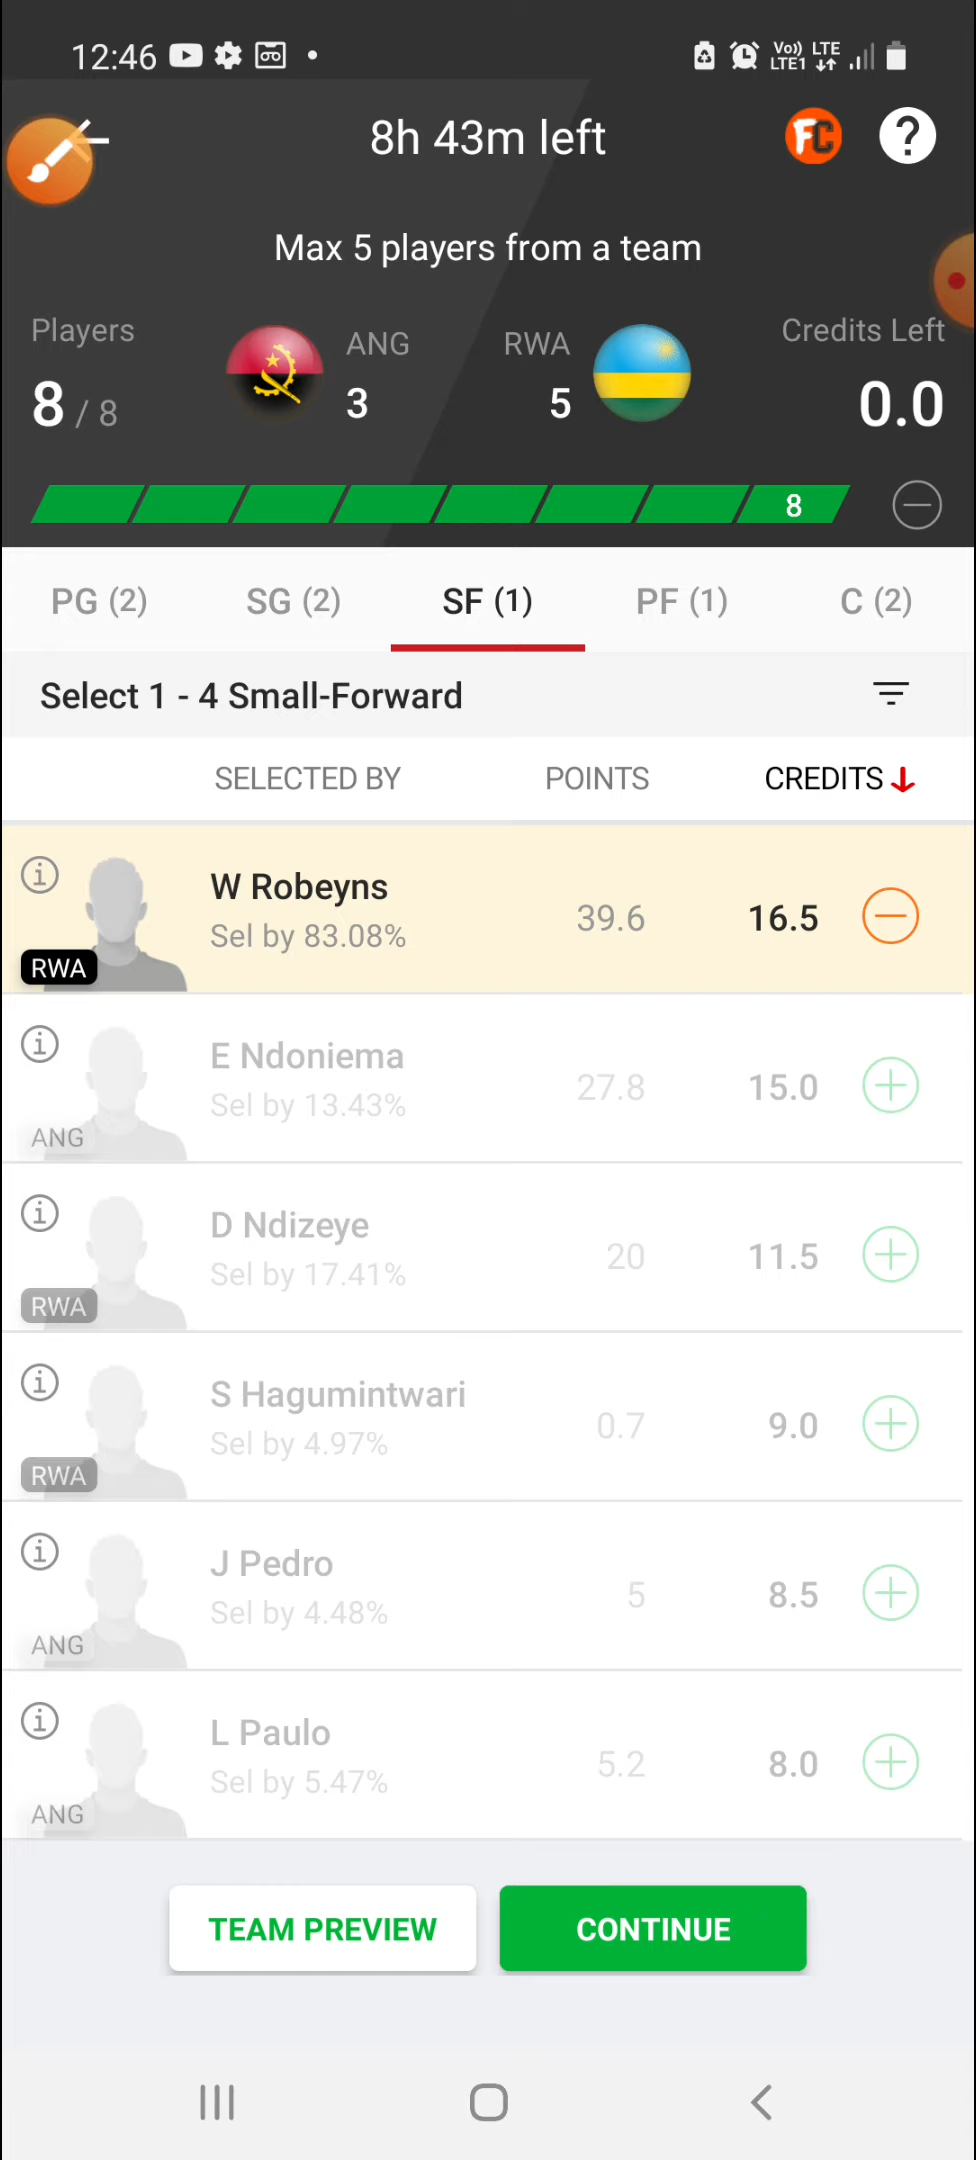 12:46 Vo)) LTE
LTE1
8h 43m left FC ?
Max 5 players from a team
Players ANG RWA Credits Left
8 / 8 3 5 0.0
8
PG (2) SG (2) SF (1) PF (1) C (2)
Select 1 - 4 Small-Forward
SELECTED BY POINTS CREDITS
W Robeyns
Sel by 83.08% 39.6 16.5
RWA
E Ndoniema
Sel by 13.43% 27.8 15.0
ANG
D Ndizeye
Sel by 17.41% 20 11.5
RWA
S Hagumintwari
Sel by 4.97% 0.7 9.0
RWA
J Pedro
Sel by 4.48% 5 8.5
ANG
L Paulo
Sel by 5.47% 5.2 8.0
ANG
TEAM PREVIEW CONTINUE